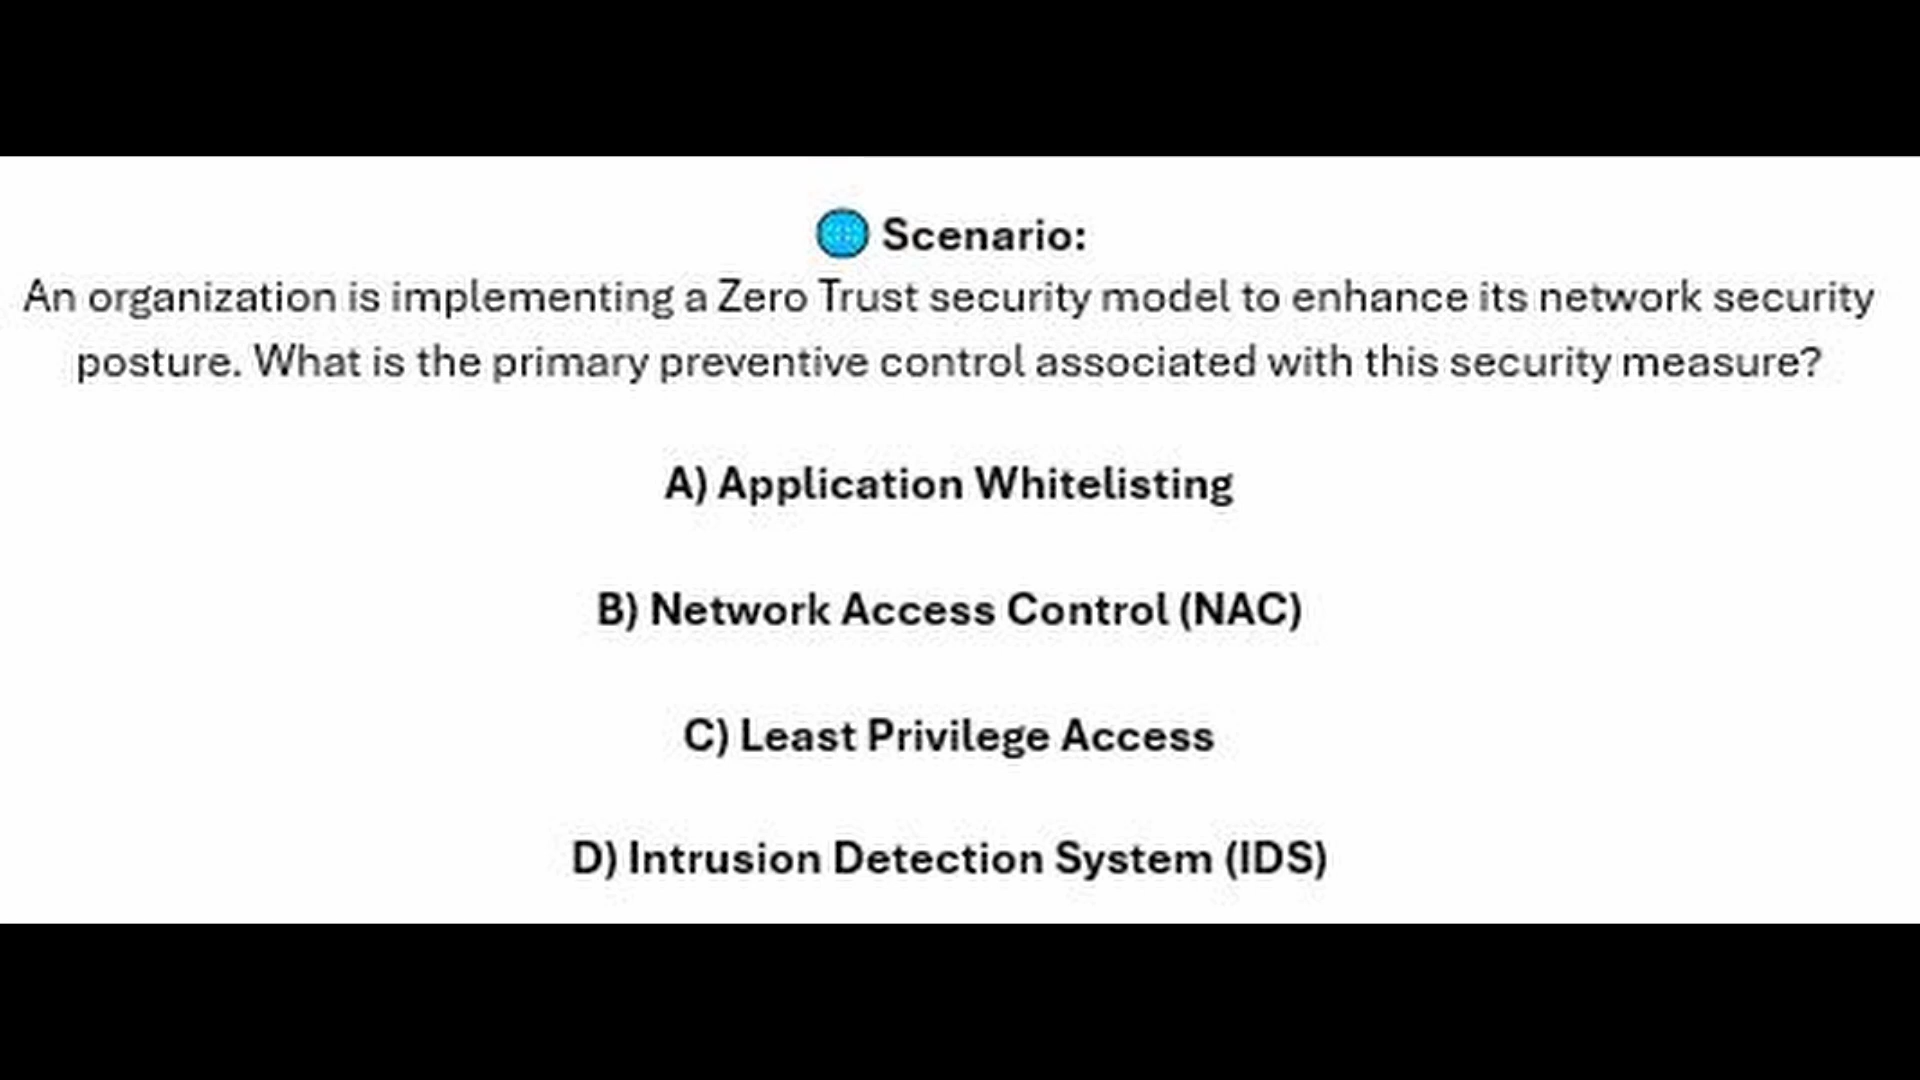 Scenario:
An organization is implementing a Zero Trust security model to enhance its network security
posture. What is the primary preventive control associated with this security measure?
A) Application Whitelisting
B) Network Access Control (NAC)
C) Least Privilege Access
D) Intrusion Detection System (IDS)